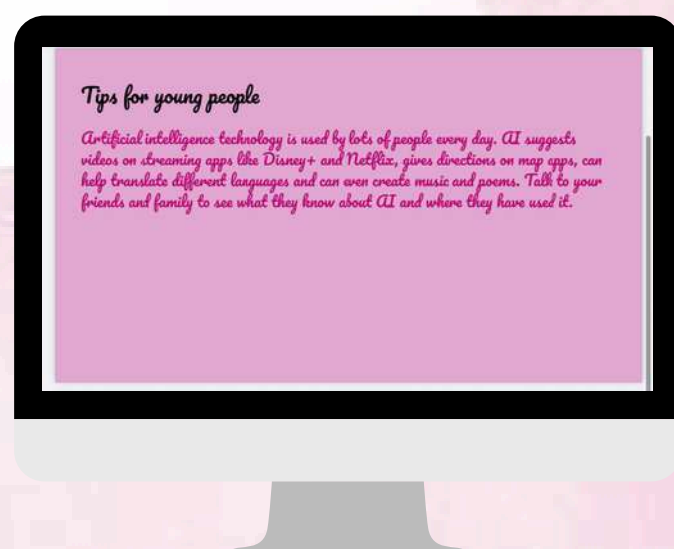 Tips for young people
Artificial intelligence technology is used by lots of people every day. AI suggests
videos on streaming apps like Disney+ and Netflix, gives directions on map apps, can
help translate different languages and can even create music and poems. Talk to your
friends and family to see what they know about AI and where they have used it.